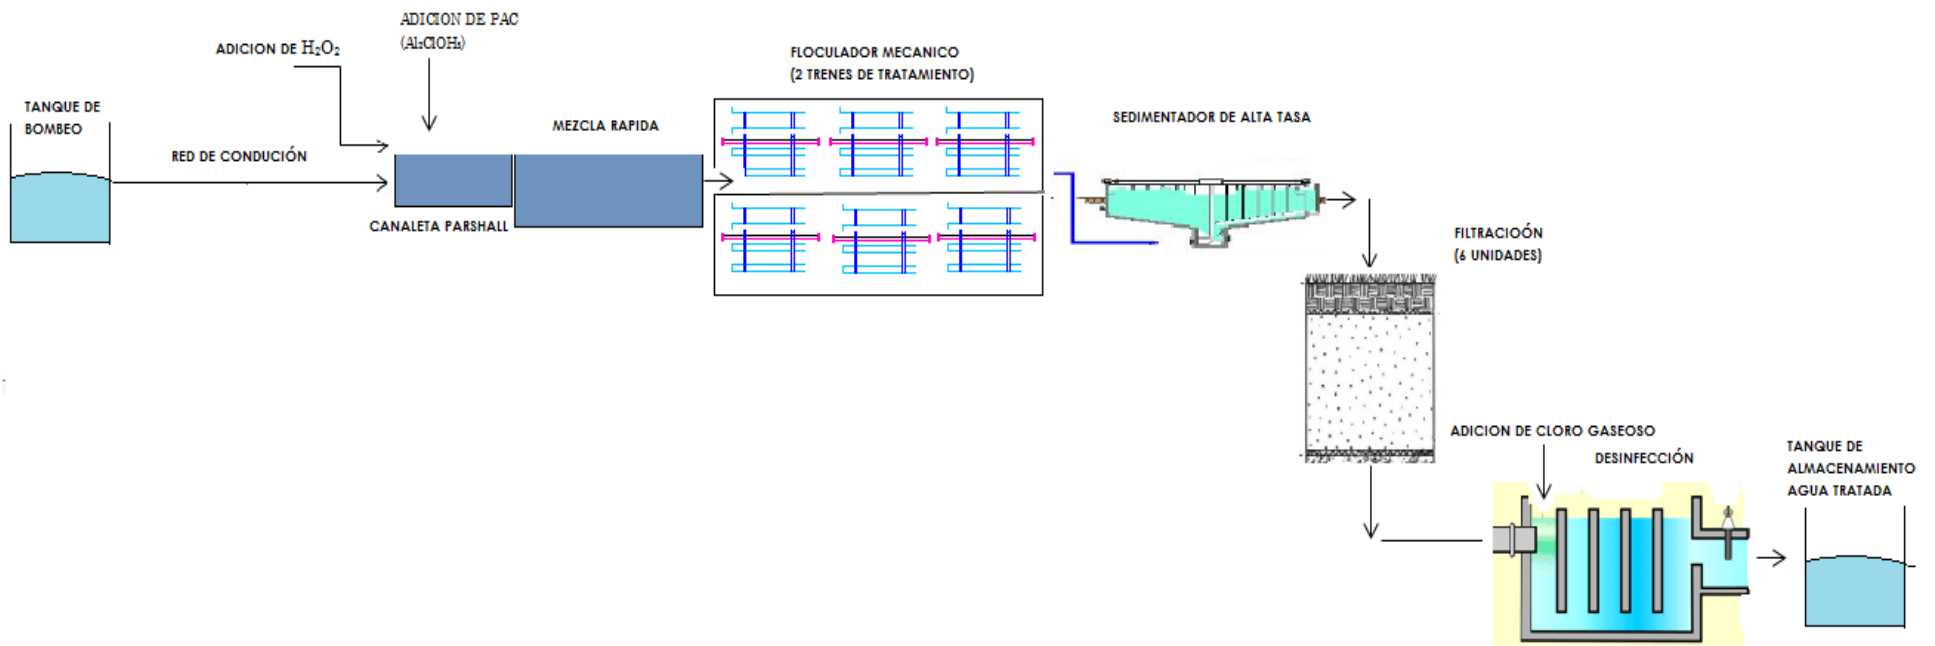 ADICION DE PAC
(Al₂ClOH₅)
ADICION DE H₂O₂
FLOCULADOR MECANICO
(2 TRENES DE TRATAMIENTO)
TANQUE DE
BOMBEO
MEZCLA RAPIDA
SEDIMENTADOR DE ALTA TASA
RED DE CONDUCIÓN
CANALETA PARSHALL
FILTRACIOÓN
(6 UNIDADES)
ADICION DE CLORO GASEOSO
DESINFECCIÓN
TANQUE DE
ALMACENAMIENTO
AGUA TRATADA